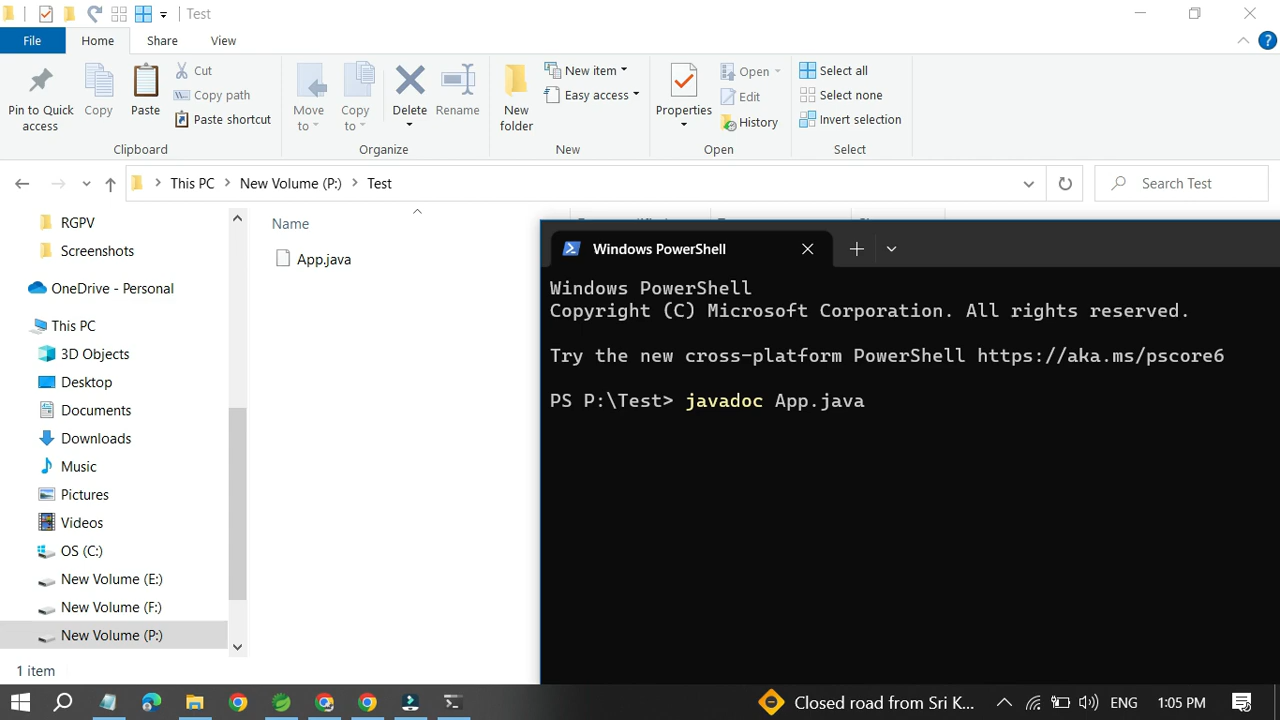 Test
File
Home
Share
View
Pin to Quick
access
Copy
Paste
Cut
Copy path
Paste shortcut
Clipboard
Move
to
Copy
to
Delete
Rename
Organize
New
folder
New item
Easy access
New
Properties
Open
Edit
History
Open
Select all
Select none
Invert selection
Select
This PC
New Volume (P:)
Test
Search Test
RGPV
Screenshots
OneDrive - Personal
This PC
3D Objects
Desktop
Documents
Downloads
Music
Pictures
Videos
OS (C:)
New Volume (E:)
New Volume (F:)
New Volume (P:)
Name
App.java
Windows PowerShell
Windows PowerShell
Copyright (C) Microsoft Corporation. All rights reserved.
Try the new cross-platform PowerShell https://aka.ms/pscore6
PS P:\Test> javadoc App.java
1 item
Closed road from Sri K...
ENG
1:05 PM